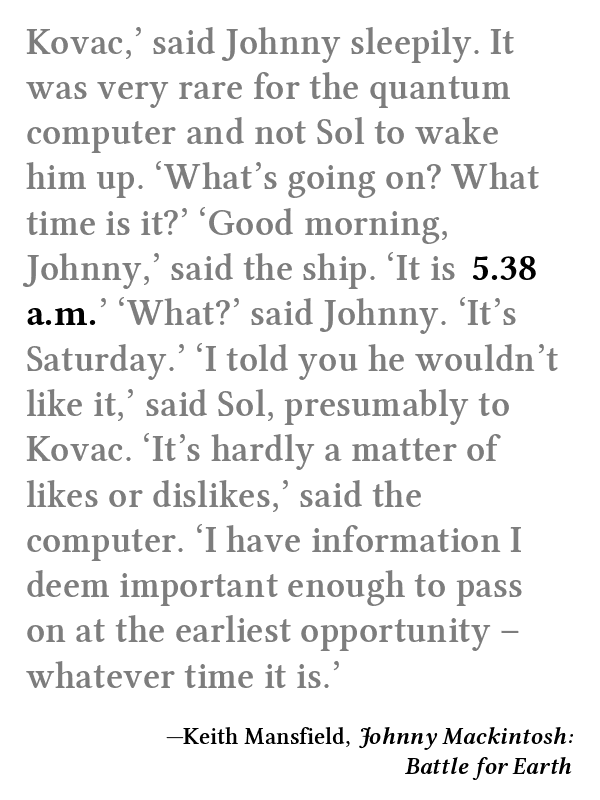 Kovac,’ said Johnny sleepily. It
was very rare for the quantum
computer and not Sol to wake
him up. ‘What’s going on? What
time is it?’ ‘Good morning,
Johnny,’ said the ship. ‘It is 5.38
a.m.’ ‘What?’ said Johnny. ‘It’s
Saturday.’ ‘I told you he wouldn’t
like it,’ said Sol, presumably to
Kovac. ‘It’s hardly a matter of
likes or dislikes,’ said the
computer. ‘I have information I
deem important enough to pass
on at the earliest opportunity –
whatever time it is.’
—Keith Mansfield, Johnny Mackintosh:
Battle for Earth